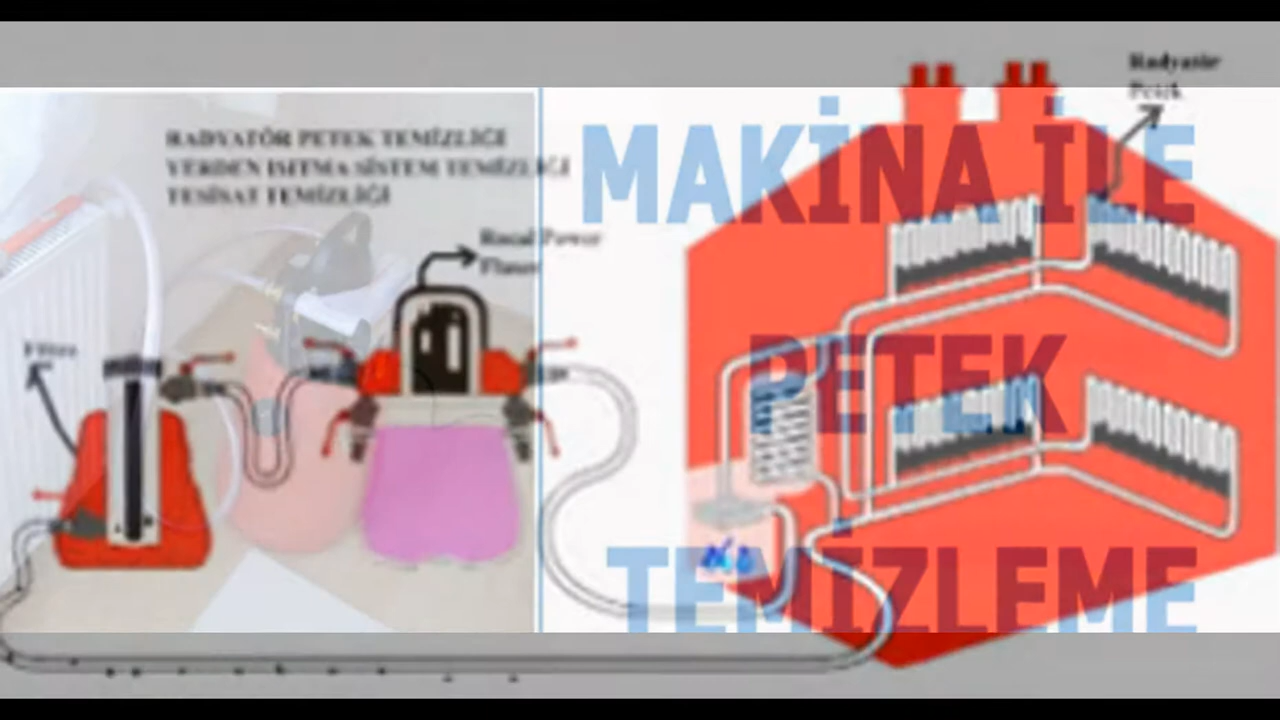 RADYATÖR PETEK TEMİZLİĞİ
YERDEN ISITMA SİSTEM TEMİZLİĞİ
TESİSAT TEMİZLİĞİ
MAKİNA İLE
PETEK
TEMİZLEME
Radyatör
Petek
Power
Filtre